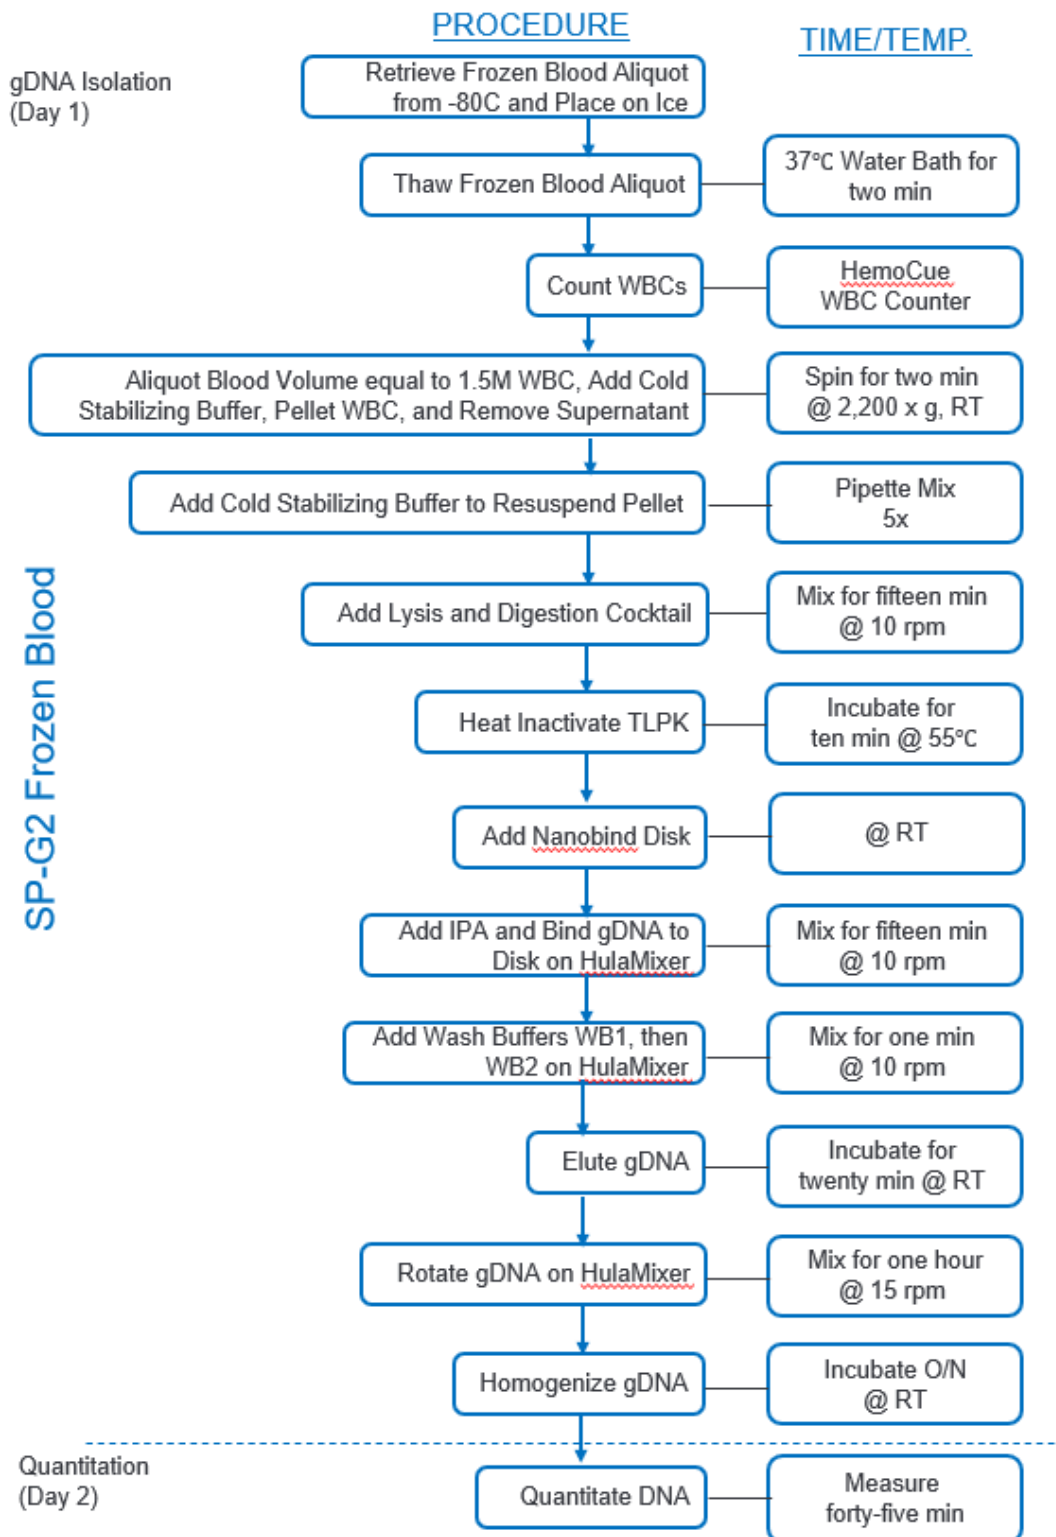 PROCEDURE
TIME/TEMP.
gDNA Isolation
(Day 1)
Retrieve Frozen Blood Aliquot
from -80C and Place on Ice
Thaw Frozen Blood Aliquot
37°C Water Bath for
two min
Count WBCs
HemoCue
WBC Counter
Aliquot Blood Volume equal to 1.5M WBC, Add Cold
Stabilizing Buffer, Pellet WBC, and Remove Supernatant
Spin for two min
@ 2,200 x g, RT
Add Cold Stabilizing Buffer to Resuspend Pellet
Pipette Mix
5x
Add Lysis and Digestion Cocktail
Mix for fifteen min
@ 10 rpm
Heat Inactivate TLPK
Incubate for
ten min @ 55°C
Add Nanobind Disk
@ RT
Add IPA and Bind gDNA to
Disk on HulaMixer
Mix for fifteen min
@ 10 rpm
Add Wash Buffers WB1, then
WB2 on HulaMixer
Mix for one min
@ 10 rpm
Elute gDNA
Incubate for
twenty min @ RT
Rotate gDNA on HulaMixer
Mix for one hour
@ 15 rpm
Homogenize gDNA
Incubate O/N
@ RT
SP-G2 Frozen Blood
Quantitation
(Day 2)
Quantitate DNA
Measure
forty-five min